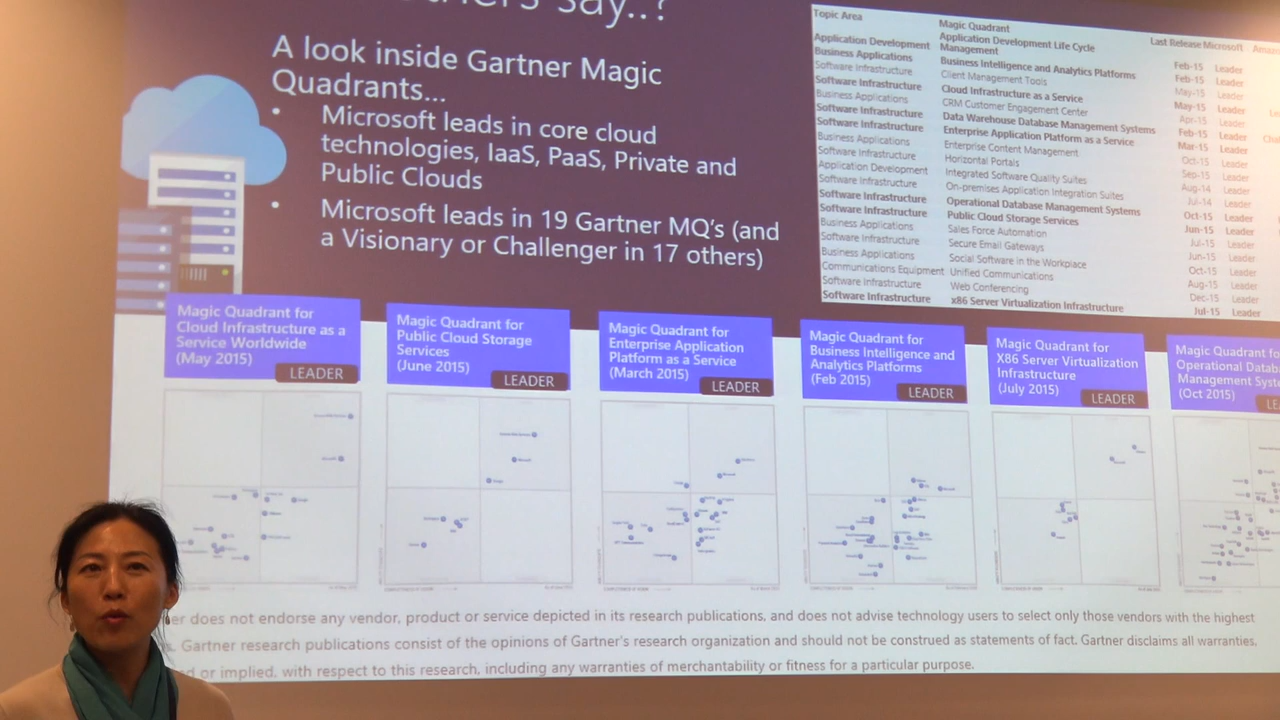 say..?
A look inside Gartner Magic
Quadrants...
• Microsoft leads in core cloud
technologies, IaaS, PaaS, Private and
Public Clouds
• Microsoft leads in 19 Gartner MQ's (and
a Visionary or Challenger in 17 others)
Topic Area Magic Quadrant Last Release Microsoft
Application Development Application Development Life Cycle
Management Feb-15 Leader
Business Applications Business Intelligence and Analytics Platforms Feb-15 Leader
Software Infrastructure Client Management Tools May-15 Leader
Software Infrastructure Cloud Infrastructure as a Service May-15 Leader
Business Applications CRM Customer Engagement Center Apr-15 Leader
Software Infrastructure Data Warehouse Database Management Systems Feb-15 Leader
Software Infrastructure Enterprise Application Platform as a Service Mar-15 Leader
Business Applications Enterprise Content Management Oct-15 Leader
Software Infrastructure Horizontal Portals Sep-15 Leader
Application Development Integrated Software Quality Suites Aug-14 Leader
Software Infrastructure On-premises Application Integration Suites Jul-14 Leader
Software Infrastructure Operational Database Management Systems Oct-15 Leader
Software Infrastructure Public Cloud Storage Services Jun-15 Leader
Business Applications Sales Force Automation Jul-15 Leader
Software Infrastructure Secure Email Gateways Jun-15 Leader
Business Applications Social Software in the Workplace Oct-15 Leader
Communications Equipment Unified Communications Aug-15 Leader
Software Infrastructure Web Conferencing Dec-15 Leader
Software Infrastructure x86 Server Virtualization Infrastructure Jul-15 Leader
Magic Quadrant for
Cloud Infrastructure as a
Service Worldwide
(May 2015)
LEADER
Magic Quadrant for
Public Cloud Storage
Services
(June 2015)
LEADER
Magic Quadrant for
Enterprise Application
Platform as a Service
(March 2015)
LEADER
Magic Quadrant for
Business Intelligence and
Analytics Platforms
(Feb 2015)
LEADER
Magic Quadrant for
X86 Server Virtualization
Infrastructure
(July 2015)
LEADER
Magic Quadrant fo
Operational Datab
Management Syst
(Oct 2015)
LE
er does not endorse any vendor, product or service depicted in its research publications, and does not advise technology users to select only those vendors with the highest
s. Gartner research publications consist of the opinions of Gartner's research organization and should not be construed as statements of fact. Gartner disclaims all warranties,
d or implied, with respect to this research, including any warranties of merchantability or fitness for a particular purpose.